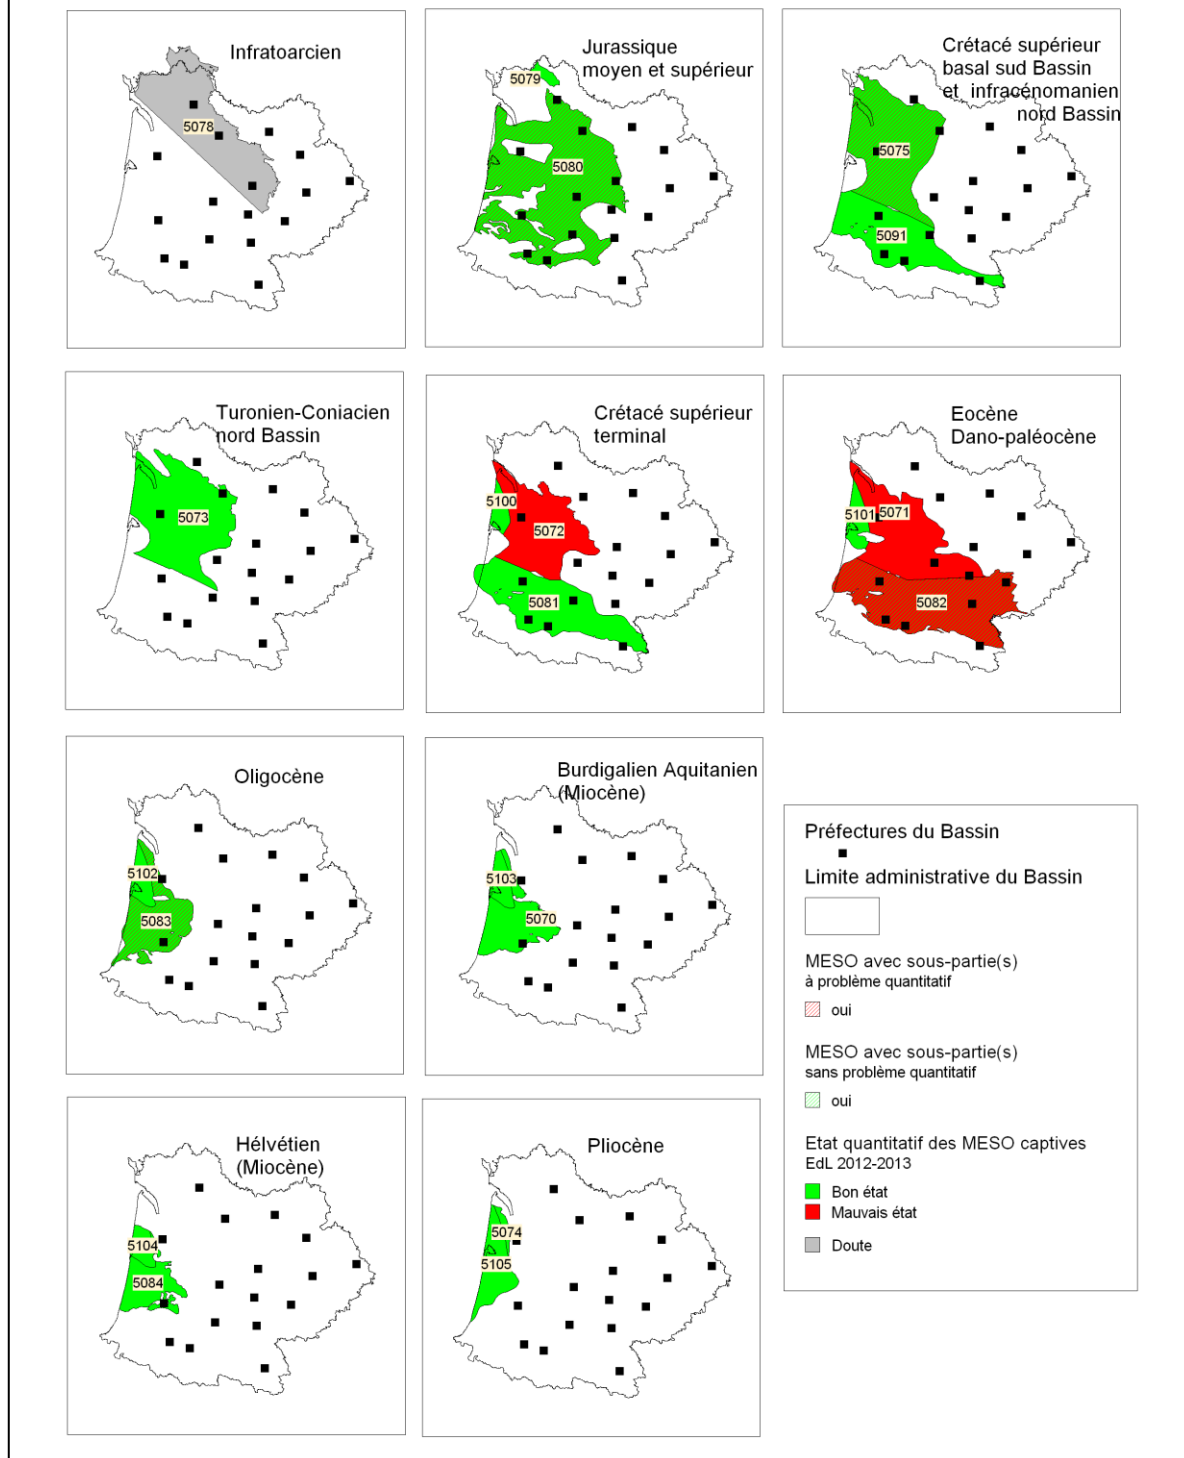 Infratoarcien
5078
Jurassique
moyen et supérieur
5079
5080
Crétacé supérieur
basal sud Bassin
et infracénomanien
nord Bassin
5075
5091
Turonien-Coniacien
nord Bassin
5073
Crétacé supérieur
terminal
5100
5072
5081
Eocène
Dano-paléocène
5101
5071
5082
Oligocène
5102
5083
Burdigalien Aquitanien
(Miocène)
5103
5070
Hélvétien
(Miocène)
5104
5084
Pliocène
5074
5105
Préfectures du Bassin
Limite administrative du Bassin
MESO avec sous-partie(s)
à problème quantitatif
oui
MESO avec sous-partie(s)
sans problème quantitatif
oui
Etat quantitatif des MESO captives
EdL 2012-2013
Bon état
Mauvais état
Doute